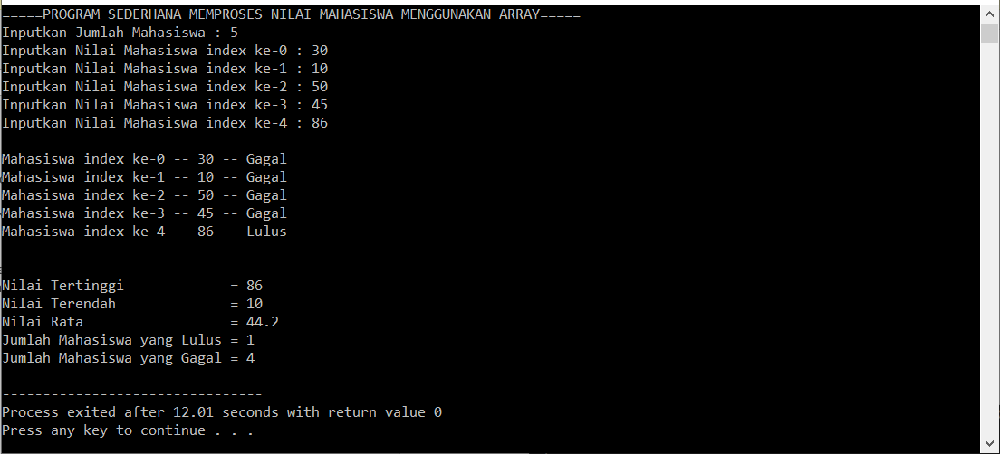 =====PROGRAM SEDERHANA MEMPROSES NILAI MAHASISWA MENGGUNAKAN ARRAY=====
Inputkan Jumlah Mahasiswa : 5
Inputkan Nilai Mahasiswa index ke-0 : 30
Inputkan Nilai Mahasiswa index ke-1 : 10
Inputkan Nilai Mahasiswa index ke-2 : 50
Inputkan Nilai Mahasiswa index ke-3 : 45
Inputkan Nilai Mahasiswa index ke-4 : 86
Mahasiswa index ke-0 -- 30 -- Gagal
Mahasiswa index ke-1 -- 10 -- Gagal
Mahasiswa index ke-2 -- 50 -- Gagal
Mahasiswa index ke-3 -- 45 -- Gagal
Mahasiswa index ke-4 -- 86 -- Lulus
Nilai Tertinggi             = 86
Nilai Terendah              = 10
Nilai Rata                  = 44.2
Jumlah Mahasiswa yang Lulus = 1
Jumlah Mahasiswa yang Gagal = 4
--------------------------------
Process exited after 12.01 seconds with return value 0
Press any key to continue . . .